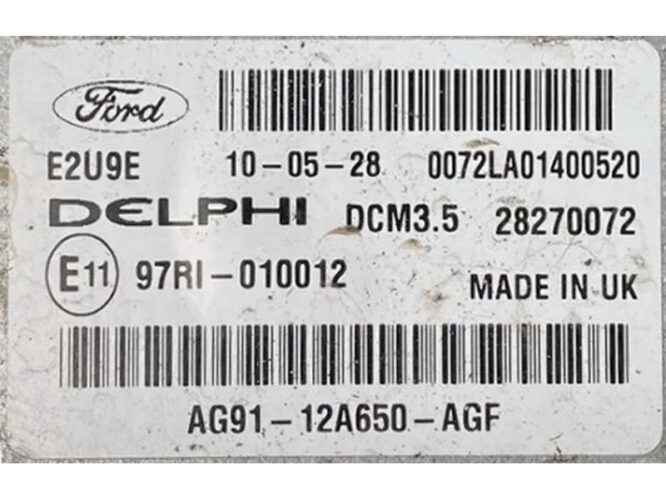 Ford
E2U9E 10-05-28 0072LA01400520
DELPHI DCM3.5 28270072
E11 97RI-010012 MADE IN UK
AG91-12A650-AGF